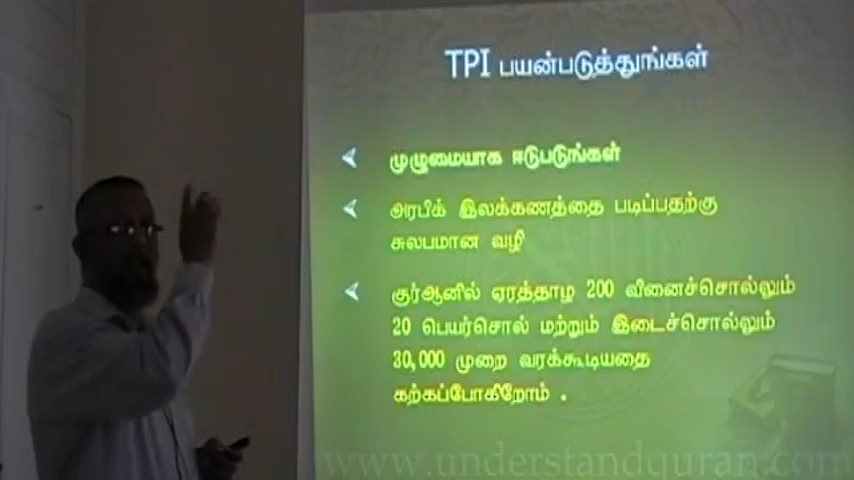 TPI பயன்படுத்துங்கள்
முழுமையாக ஈடுபடுங்கள்
அரபிக் இலக்கணத்தை படிப்பதற்கு
சுலபமான வழி
குர்ஆனில் ஏரத்தாழ 200 வினைச்சொல்லும்
20 பெயர்சொல் மற்றும் இடைச்சொல்லும்
30,000 முறை வரக்கூடியதை
கற்கப்போகிறோம் .
www.understandquran.com